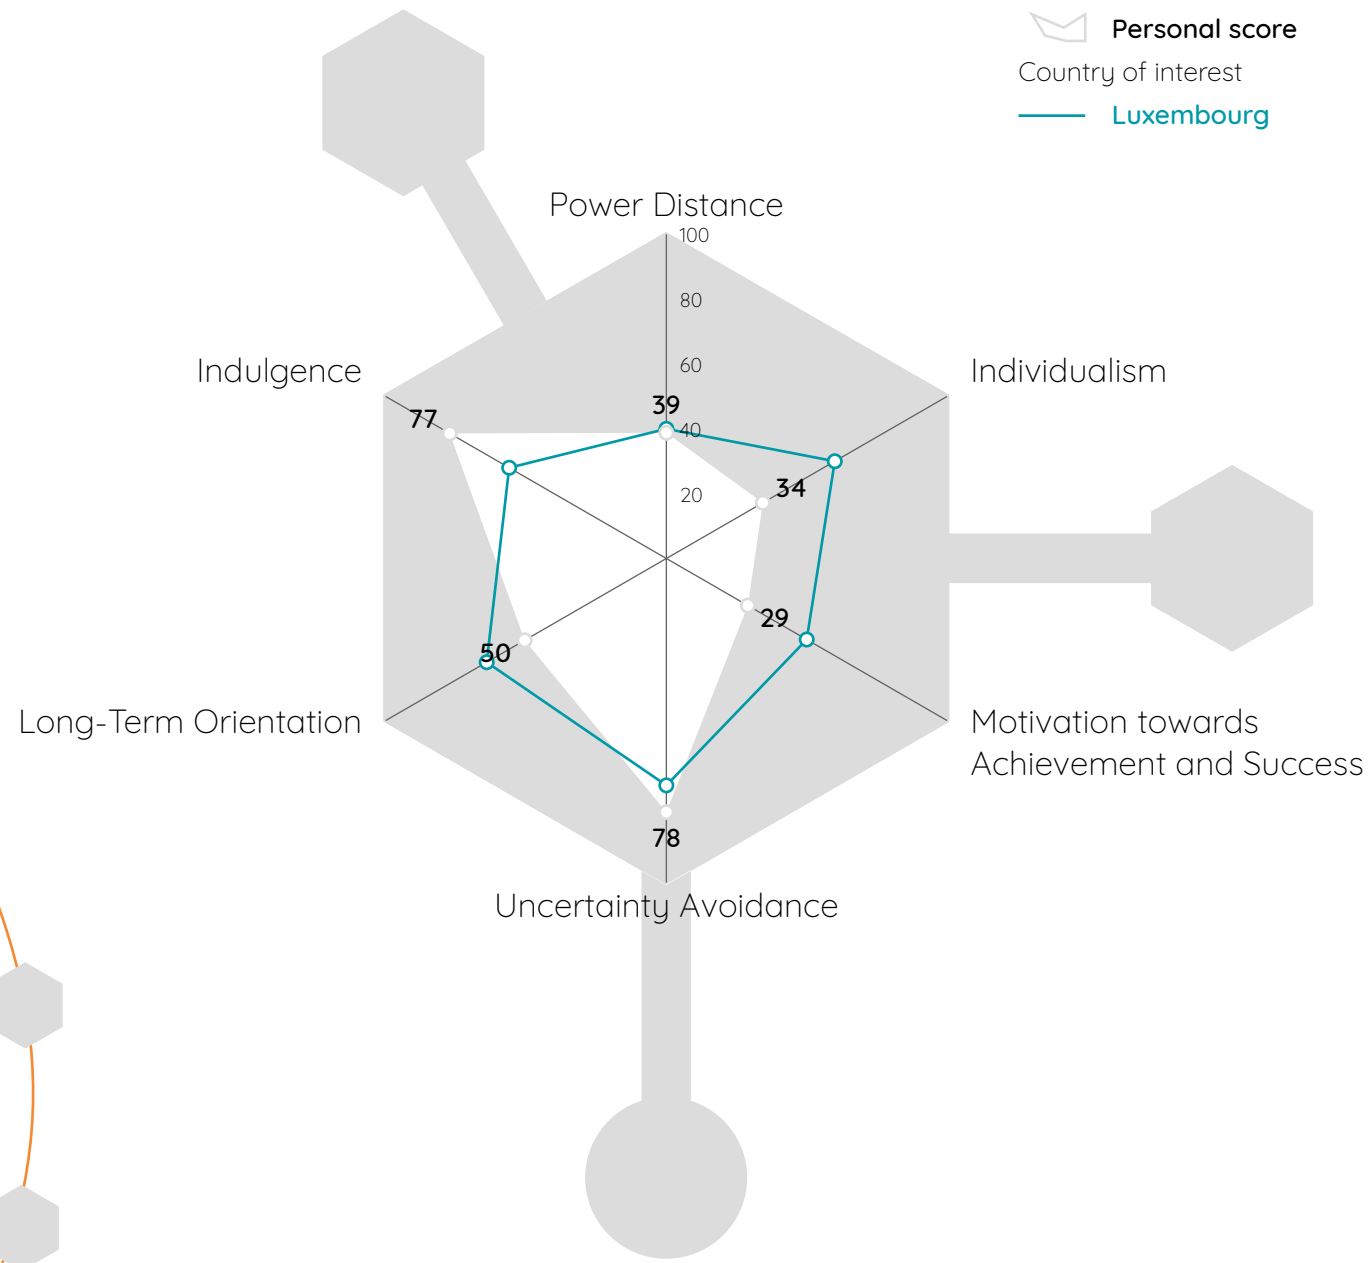 Personal score
Country of interest
Luxembourg
Power Distance
100
80
60
40
20
Indulgence
Individualism
77
39
34
29
50
78
Long-Term Orientation
Motivation towards
Achievement and Success
Uncertainty Avoidance